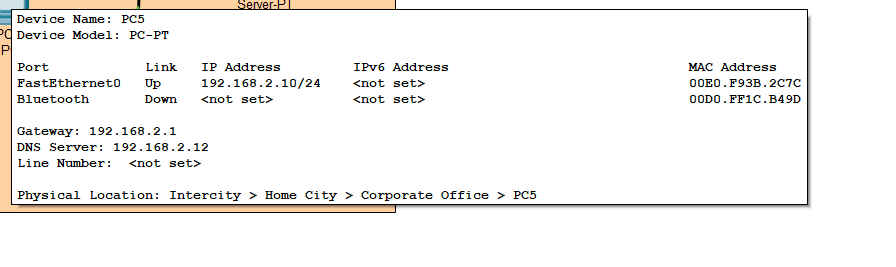 Server-PT
Device Name: PC5
Device Model: PC-PT
Port Link IP Address IPv6 Address MAC Address
FastEthernet0 Up 192.168.2.10/24 <not set> 00E0.F93B.2C7C
Bluetooth Down <not set> <not set> 00D0.FF1C.B49D
Gateway: 192.168.2.1
DNS Server: 192.168.2.12
Line Number: <not set>
Physical Location: Intercity > Home City > Corporate Office > PC5